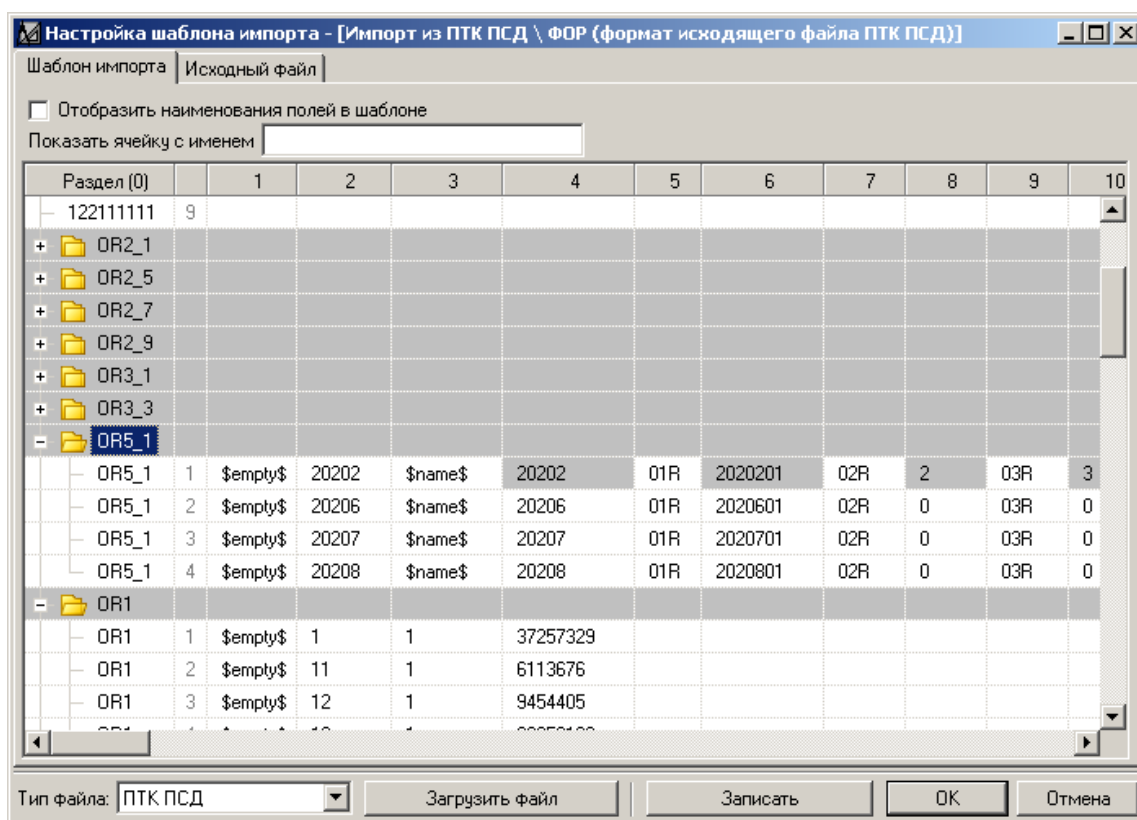 Настройка шаблона импорта - [Импорт из ПТК ПСД \ ФОР (формат исходящего файла ПТК ПСД)]
Шаблон импорта Исходный файл
Отобразить наименования полей в шаблоне
Показать ячейку с именем
Раздел (0) 1 2 3 4 5 6 7 8 9 10
122111111 9
OR2_1
OR2_5
OR2_7
OR2_9
OR3_1
OR3_3
OR5_1
OR5_1 1 $empty$ 20202 $name$ 20202 01R 2020201 02R 2 03R 3
OR5_1 2 $empty$ 20206 $name$ 20206 01R 2020601 02R 0 03R 0
OR5_1 3 $empty$ 20207 $name$ 20207 01R 2020701 02R 0 03R 0
OR5_1 4 $empty$ 20208 $name$ 20208 01R 2020801 02R 0 03R 0
OR1
OR1 1 $empty$ 1 1 37257329
OR1 2 $empty$ 11 1 6113676
OR1 3 $empty$ 12 1 9454405
Тип файла: ПТК ПСД Загрузить файл Записать OK Отмена